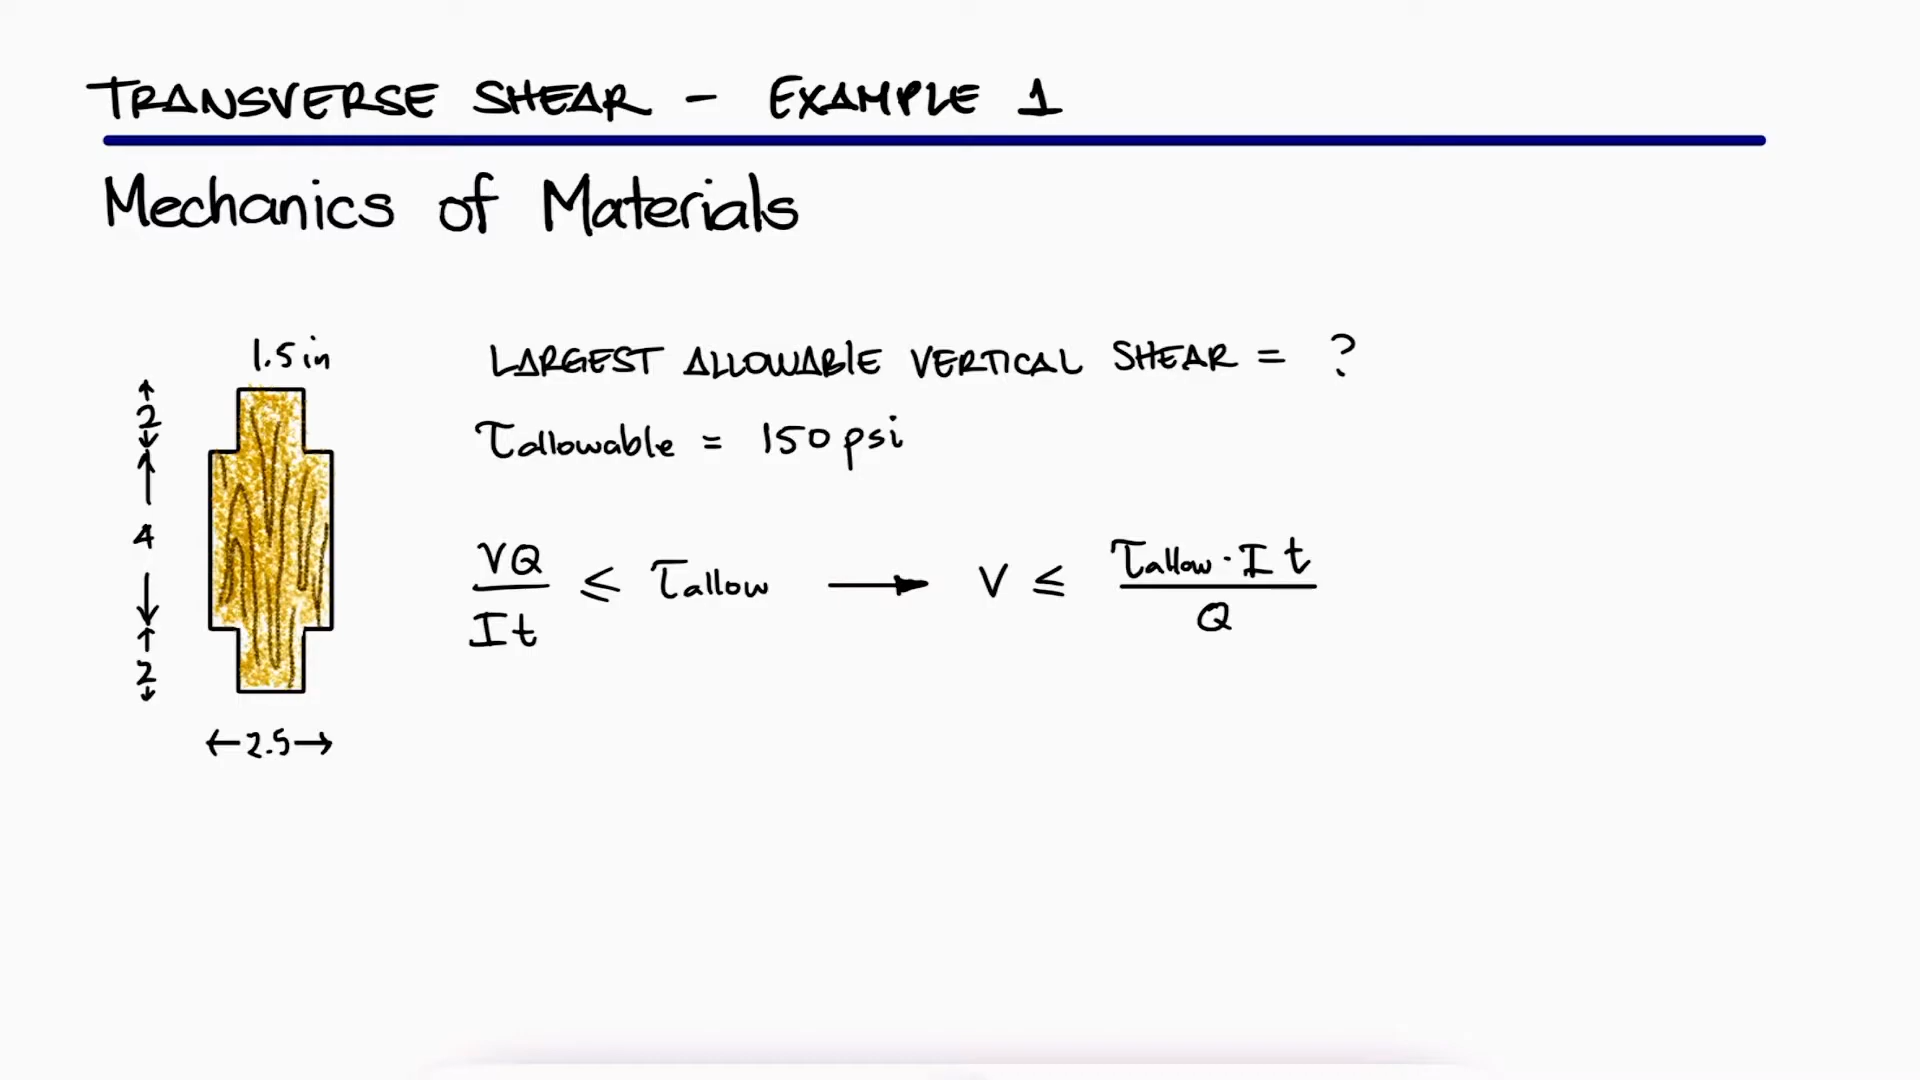 TRANSVERSE SHEAR - EXAMPLE 1
Mechanics of Materials
1.5 in
2
4
2
←2.5→
LARGEST ALLOWABLE VERTICAL SHEAR = ?
τallowable = 150 psi
VQ
It
≤ τallow → V ≤
τallow · I t
Q